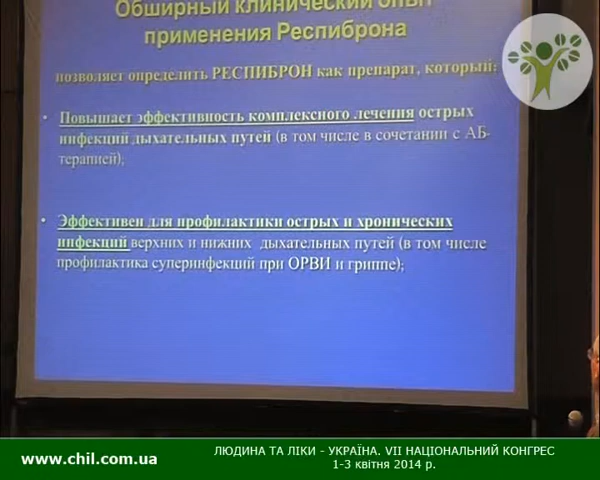 Обширный клинический опыт
применения Респиброна
позволяет определить РЕСПИБРОН как препарат, который:
• Повышает эффективность комплексного лечения острых
инфекций дыхательных путей (в том числе в сочетании с АБ-
терапией);
• Эффективен для профилактики острых и хронических
инфекций верхних и нижних дыхательных путей (в том числе
профилактика суперинфекций при ОРВИ и гриппе);
www.chil.com.ua
ЛЮДИНА ТА ЛІКИ - УКРАЇНА. VII НАЦІОНАЛЬНИЙ КОНГРЕС
1-3 квітня 2014 р.